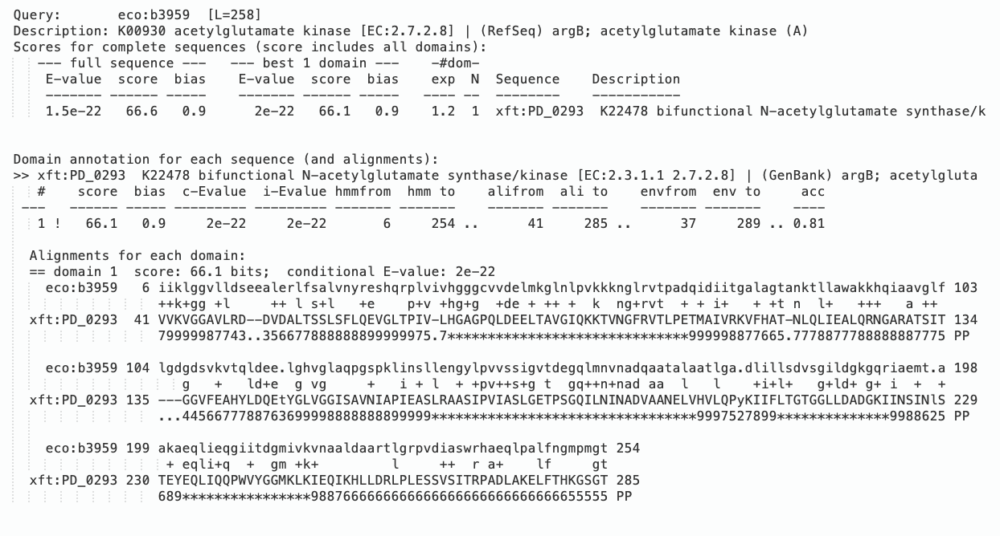 Query:       eco:b3959  [L=258]
Description: K00930 acetylglutamate kinase [EC:2.7.2.8] | (RefSeq) argB; acetylglutamate kinase (A)
Scores for complete sequences (score includes all domains):
   --- full sequence ---   --- best 1 domain ---    -#dom-
    E-value  score  bias    E-value  score  bias    exp  N  Sequence    Description
    ------- ------ -----    ------- ------ -----   ---- --  --------    -----------
    1.5e-22   66.6   0.9      2e-22   66.1   0.9    1.2  1  xft:PD_0293  K22478 bifunctional N-acetylglutamate synthase/k
Domain annotation for each sequence (and alignments):
>> xft:PD_0293  K22478 bifunctional N-acetylglutamate synthase/kinase [EC:2.3.1.1 2.7.2.8] | (GenBank) argB; acetygluta
   #    score  bias  c-Evalue  i-Evalue hmmfrom  hmm to    alifrom  ali to    envfrom  env to     acc
 ---   ------ ----- --------- --------- ------- -------    ------- -------    ------- -------    ----
   1 !   66.1   0.9     2e-22     2e-22       6     254 ..      41     285 ..      37     289 .. 0.81
  Alignments for each domain:
  == domain 1  score: 66.1 bits;  conditional E-value: 2e-22
    eco:b3959   6 iiklggvlldseealerlfsalvnyreshqrplvivhgggcvvdelmkglnlpvkkknglrvtpadqidiitgalagtanktllawakkhqiaavglf 103
                  ++k+gg +l     ++ l s+l   +e    p+v +hg+g  +de + ++ +  k  ng+rvt  + + i+   + +t n  l+   +++   a ++
  xft:PD_0293  41 VVKVGGAVLRD--DVDALTSSLSFLQEVGLTPIV-LHGAGPQLDEELTAVGIQKKTVNGFRVTLPETMAIVRKVFHAT-NLQLIEALQRNGARATSIT 134
                  79999987743..35667788888889999975.7******************************999998877665.77788777888888887775 PP
    eco:b3959 104 lgdgdsvkvtqldee.lghvglaqpgspklinsllengylpvvssigvtdegqlmnvnadqaatalaatlga.dlillsdvsgildgkgqriaemt.a 198
                     g   +   ld+e  g vg     +   i + l  + +pv++s+g t  gq++n+nad aa  l   l    +i+l+   g+ld+ g+ i  +  +
  xft:PD_0293 135 ---GGVFEAHYLDQEtYGLVGGISAVNIAPIEASLRAASIPVIASLGETPSGQILNINADVAANELVHVLQPyKIIFLTGTGGLLDADGKIINSINlS 229
                  ...4456677788763699998888888899999*********************************9997527899**************9988625 PP
    eco:b3959 199 akaeqlieqgiitdgmivkvnaaldaartlgrpvdiaswrhaeqlpalfngmpmgt 254
                   + eqli+q  +  gm +k+         l     ++  r a+    lf     gt
  xft:PD_0293 230 TEYEQLIQQPWVYGGMKLKIEQIKHLLDRLPLESSVSITRPADLAKELFTHKGSGT 285
                  689****************988766666666666666666666666666666655555 PP